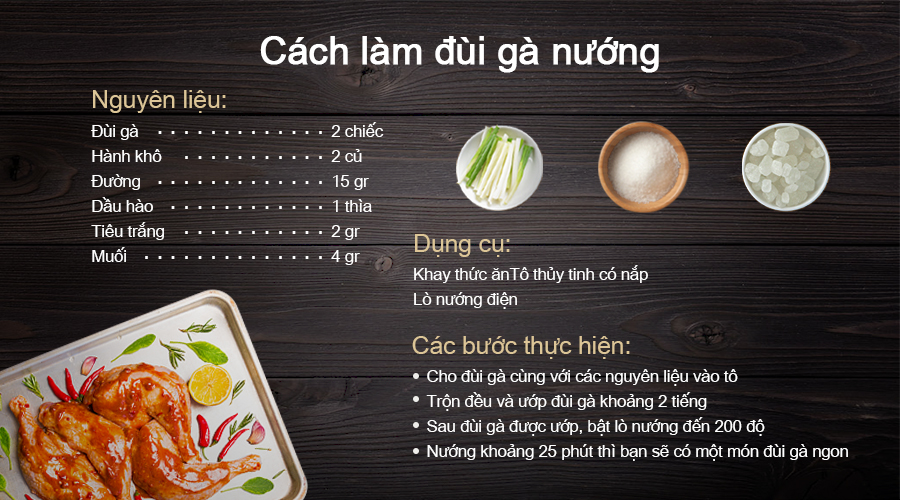 Cách làm đùi gà nướng
Nguyên liệu:
Đùi gà . . . . . . . . . . . . . 2 chiếc
Hành khô . . . . . . . . . . . 2 củ
Đường . . . . . . . . . . . . . 15 gr
Dầu hào . . . . . . . . . . . . 1 thìa
Tiêu trắng . . . . . . . . . . . 2 gr
Muối . . . . . . . . . . . . . . 4 gr
Dụng cụ:
Khay thức ănTô thủy tinh có nắp
Lò nướng điện
Các bước thực hiện:
• Cho đùi gà cùng với các nguyên liệu vào tô
• Trộn đều và ướp đùi gà khoảng 2 tiếng
• Sau đùi gà được ướp, bật lò nướng đến 200 độ
• Nướng khoảng 25 phút thì bạn sẽ có một món đùi gà ngon